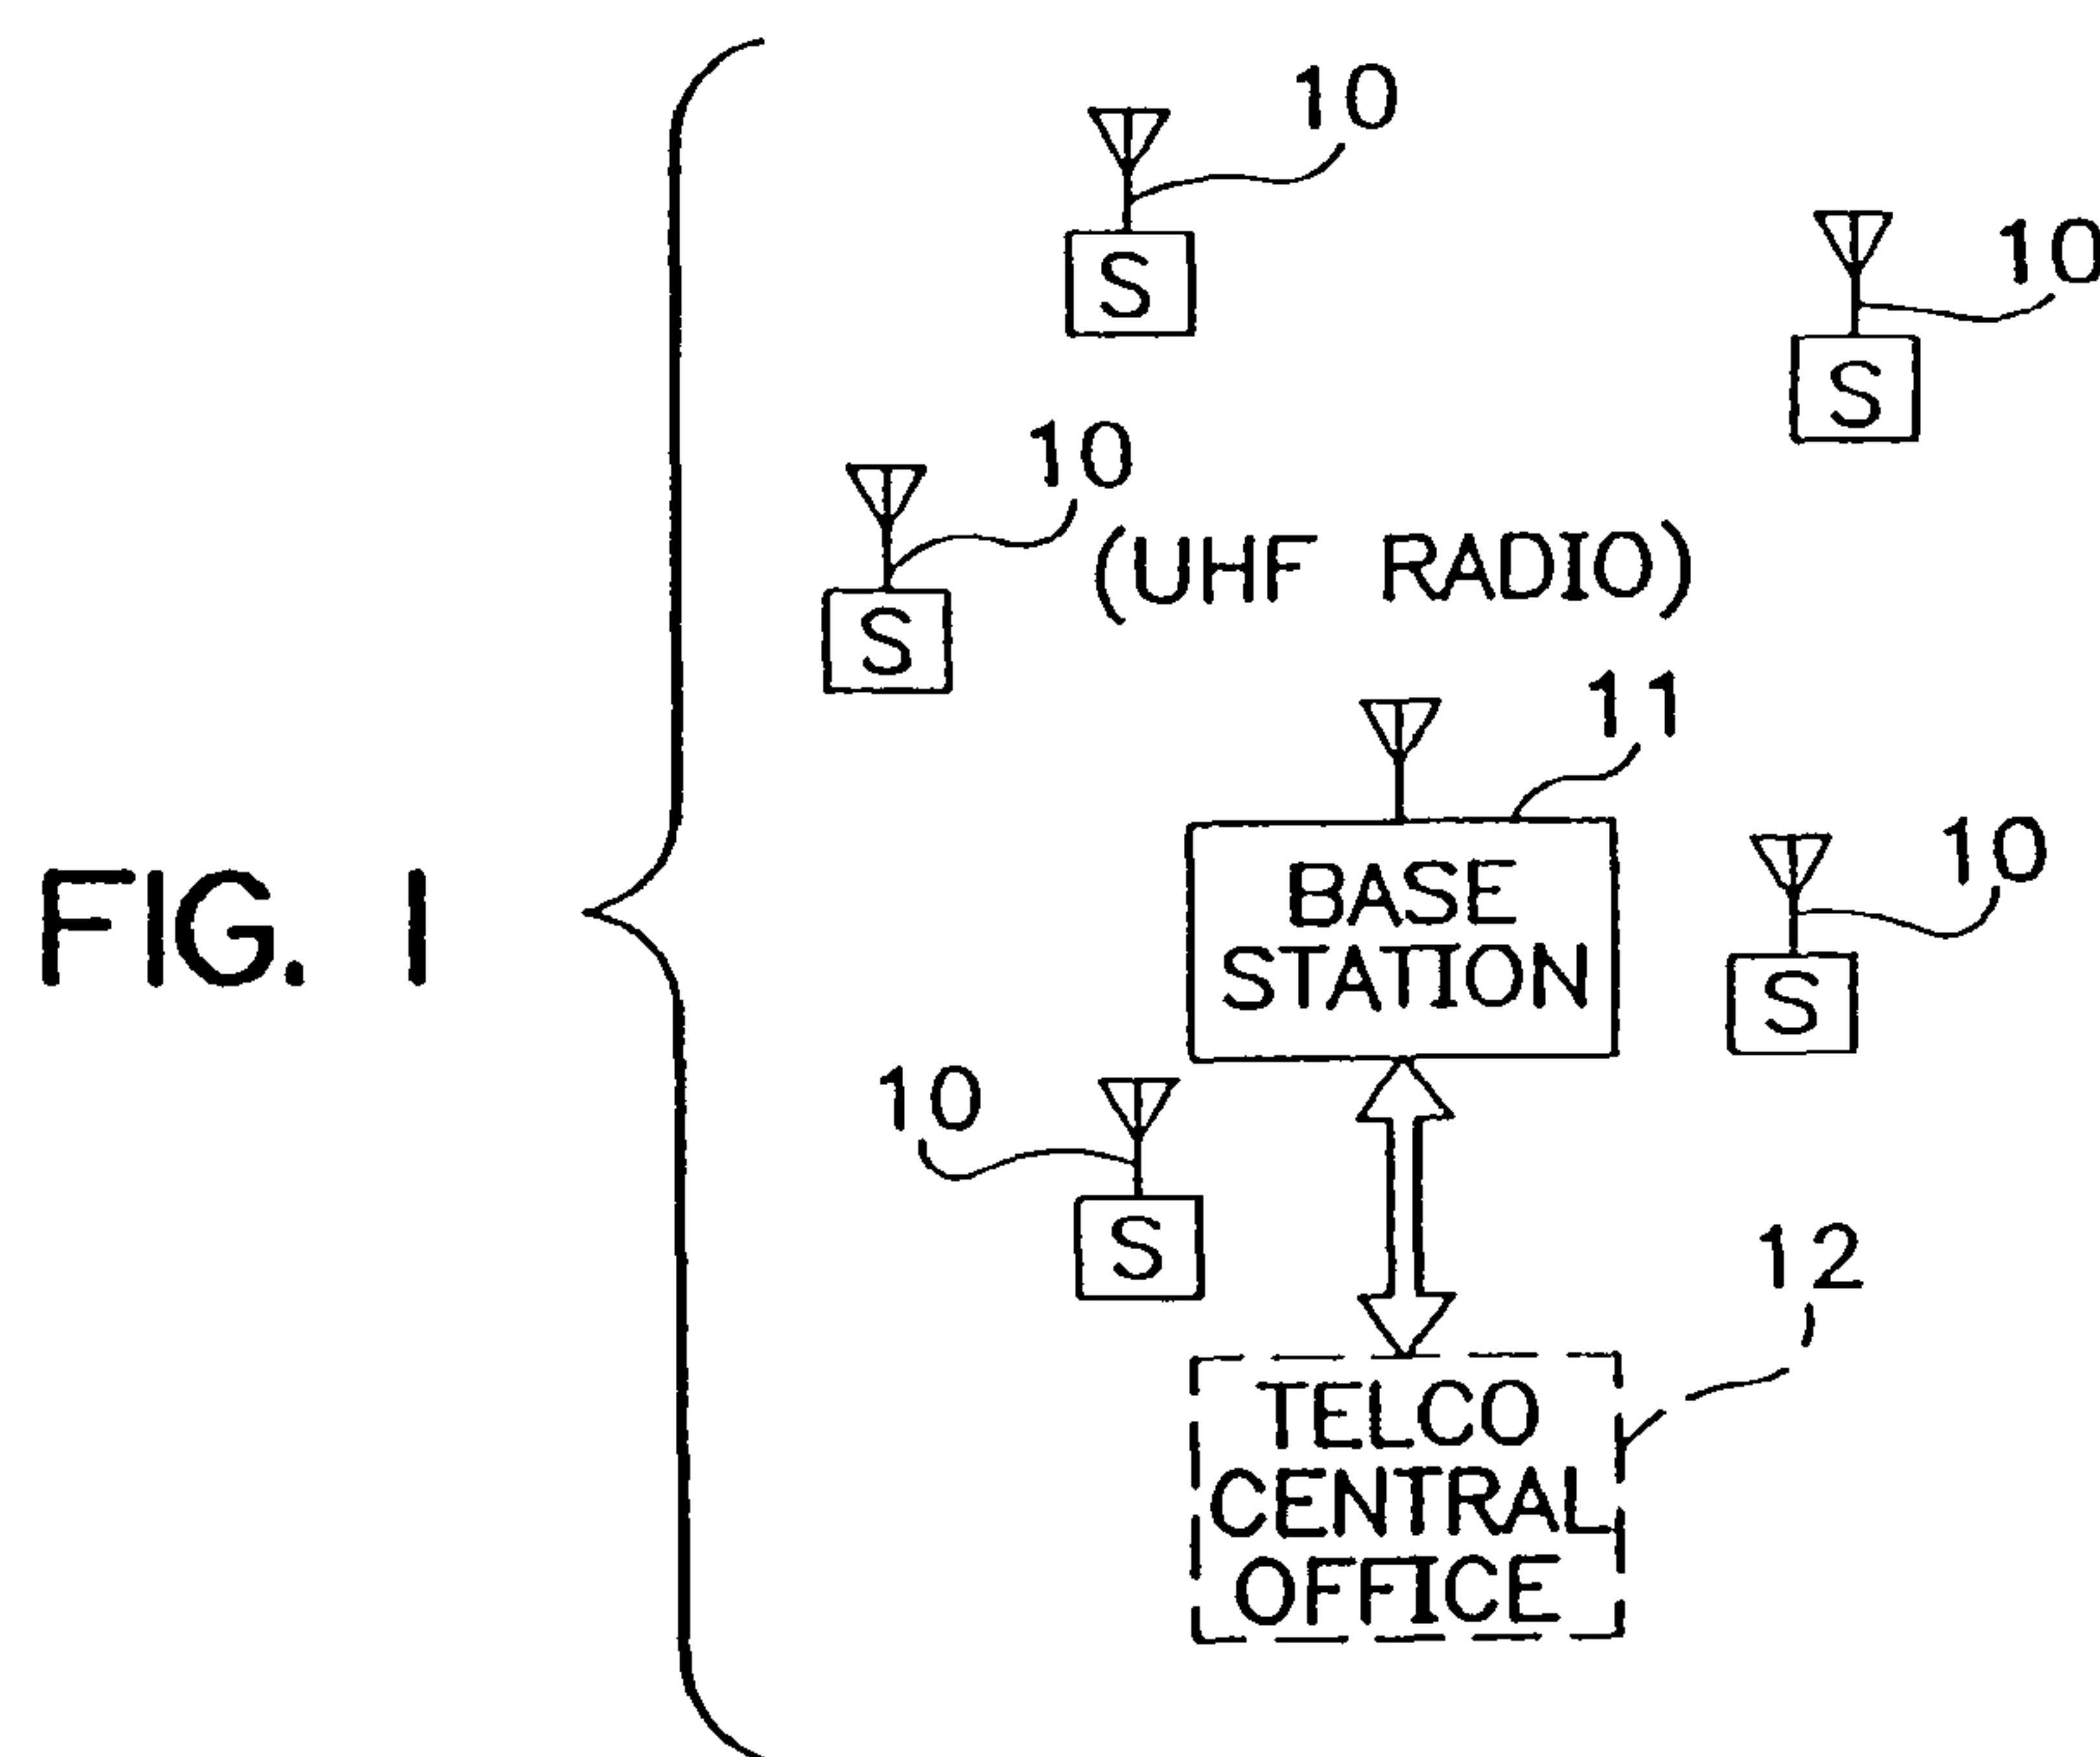 10
S
10
S
10
S
(UHF RADIO)
11
BASE
STATION
10
S
FIG. 1
10
S
12
TELCO
CENTRAL
OFFICE